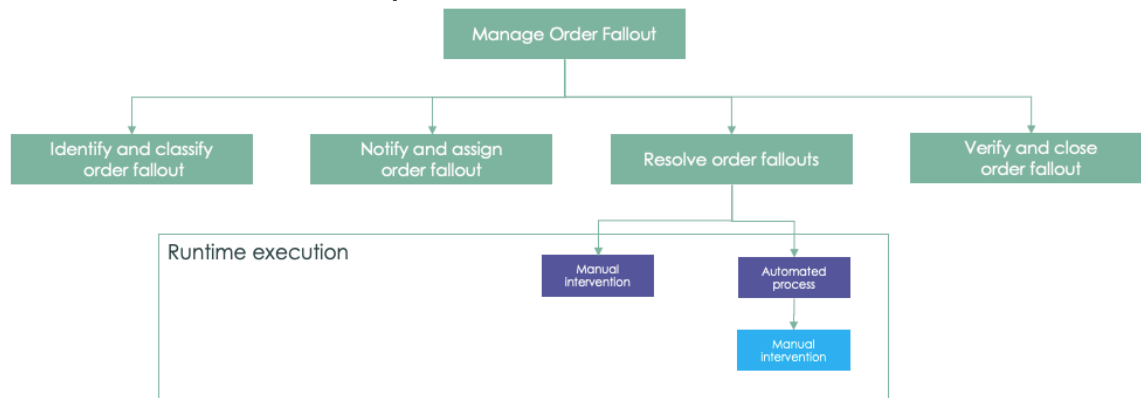 Manage Order Fallout
Identify and classify
order fallout
Notify and assign
order fallout
Resolve order fallouts
Verify and close
order fallout
Runtime execution
Manual
intervention
Automated
process
Manual
intervention